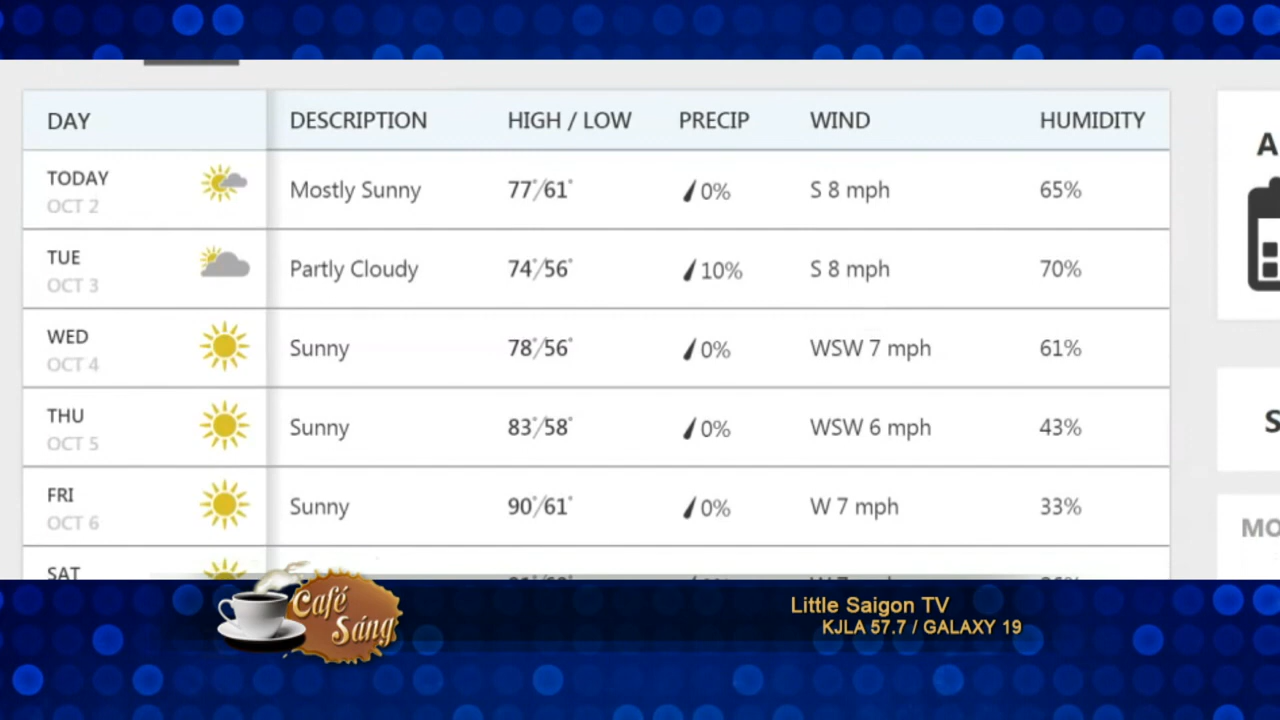 DAY DESCRIPTION HIGH / LOW PRECIP WIND HUMIDITY
TODAY
OCT 2
Mostly Sunny 77°/61° 0% S 8 mph 65%
TUE
OCT 3
Partly Cloudy 74°/56° 10% S 8 mph 70%
WED
OCT 4
Sunny 78°/56° 0% WSW 7 mph 61%
THU
OCT 5
Sunny 83°/58° 0% WSW 6 mph 43%
FRI
OCT 6
Sunny 90°/61° 0% W 7 mph 33%
SAT
A
S
MO
Café
Sáng
Little Saigon TV
KJLA 57.7 / GALAXY 19